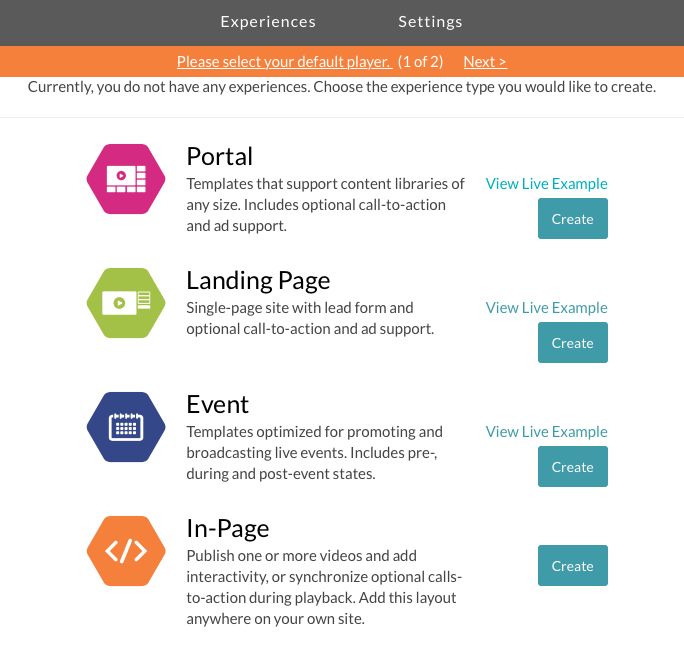 Experiences Settings
Please select your default player. (1 of 2) Next >
Currently, you do not have any experiences. Choose the experience type you would like to create.
Portal
Templates that support content libraries of
any size. Includes optional call-to-action
and ad support.
View Live Example
Create
Landing Page
Single-page site with lead form and
optional call-to-action and ad support.
View Live Example
Create
Event
Templates optimized for promoting and
broadcasting live events. Includes pre-,
during and post-event states.
View Live Example
Create
In-Page
Publish one or more videos and add
interactivity, or synchronize optional calls-
to-action during playback. Add this layout
anywhere on your own site.
Create